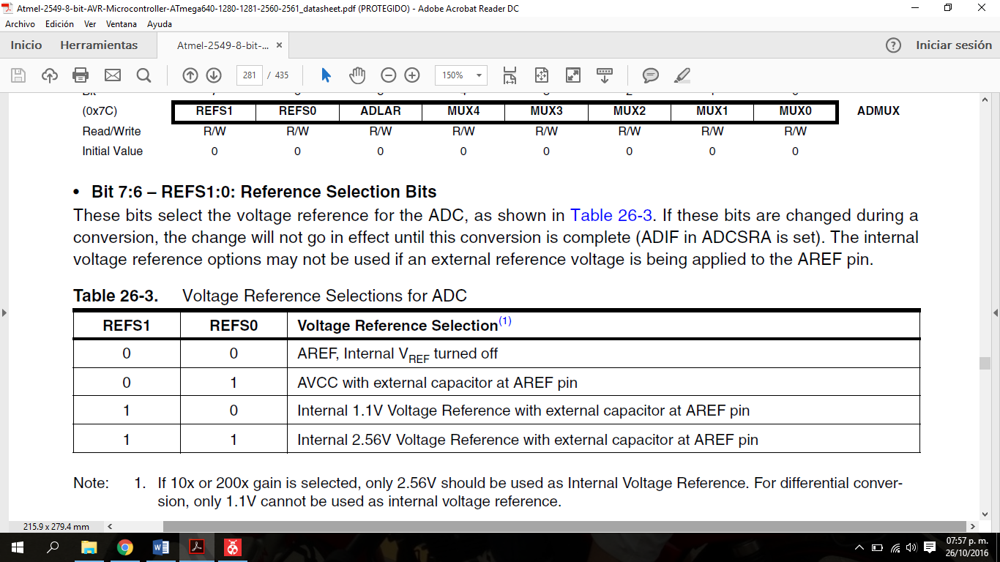 Atmel-2549-8-bit-AVR-Microcontroller-ATmega640-1280-1281-2560-2561_datasheet.pdf (PROTEGIDO) - Adobe Acrobat Reader DC
Archivo Edición Ver Ventana Ayuda
Inicio Herramientas Atmel-2549-8-bit-... × ? Iniciar sesión
281 / 435 150%
(0x7C) REFS1 REFS0 ADLAR MUX4 MUX3 MUX2 MUX1 MUX0 ADMUX
Read/Write R/W R/W R/W R/W R/W R/W R/W R/W
Initial Value 0 0 0 0 0 0 0 0
• Bit 7:6 – REFS1:0: Reference Selection Bits
These bits select the voltage reference for the ADC, as shown in Table 26-3. If these bits are changed during a
conversion, the change will not go in effect until this conversion is complete (ADIF in ADCSRA is set). The internal
voltage reference options may not be used if an external reference voltage is being applied to the AREF pin.
Table 26-3. Voltage Reference Selections for ADC
REFS1 REFS0 Voltage Reference Selection(1)
0 0 AREF, Internal VREF turned off
0 1 AVCC with external capacitor at AREF pin
1 0 Internal 1.1V Voltage Reference with external capacitor at AREF pin
1 1 Internal 2.56V Voltage Reference with external capacitor at AREF pin
Note: 1. If 10x or 200x gain is selected, only 2.56V should be used as Internal Voltage Reference. For differential conver-
sion, only 1.1V cannot be used as internal voltage reference.
215.9 x 279.4 mm
07:57 p. m.
26/10/2016